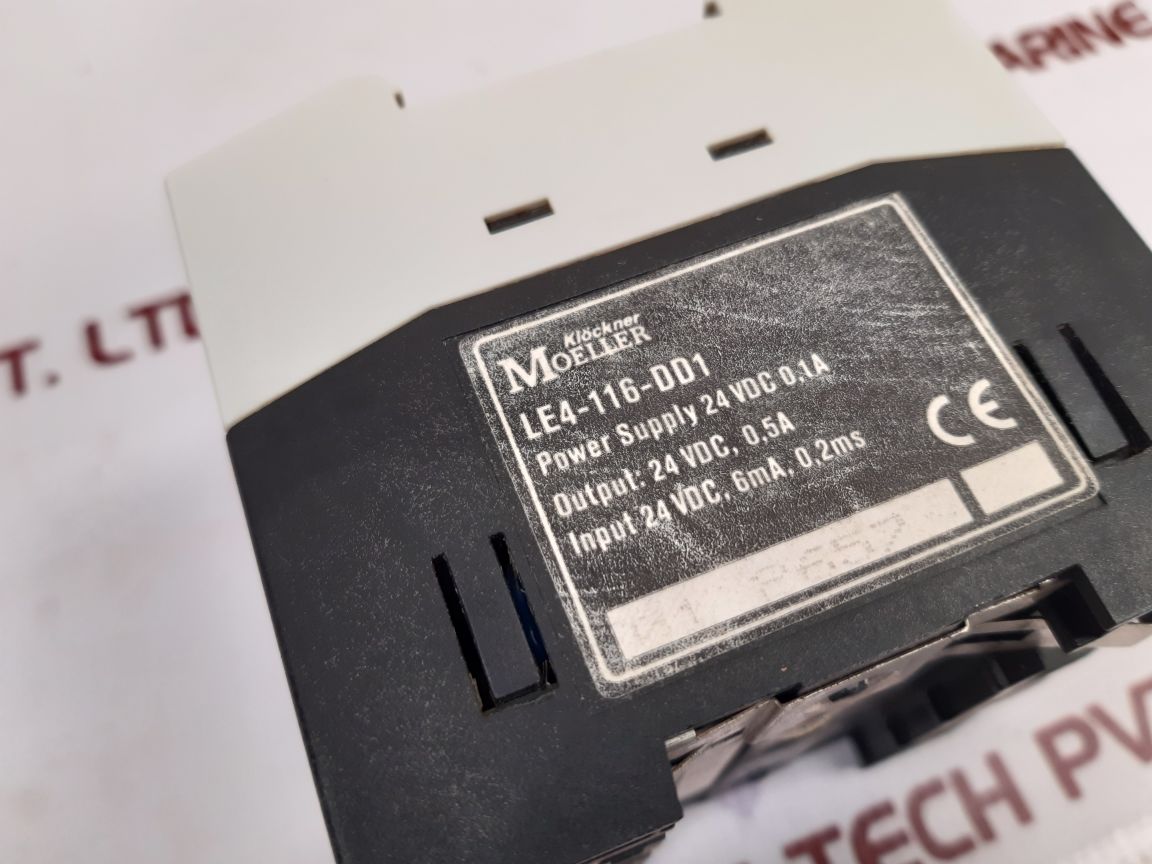 ARINE
T. LT
Klöckner
MOELLER
LE4-116-DD1
Power Supply 24 VDC 0,1A
Output: 24 VDC, 0,5A
Input 24 VDC, 6mA, 0,2ms
CE
TECH PV